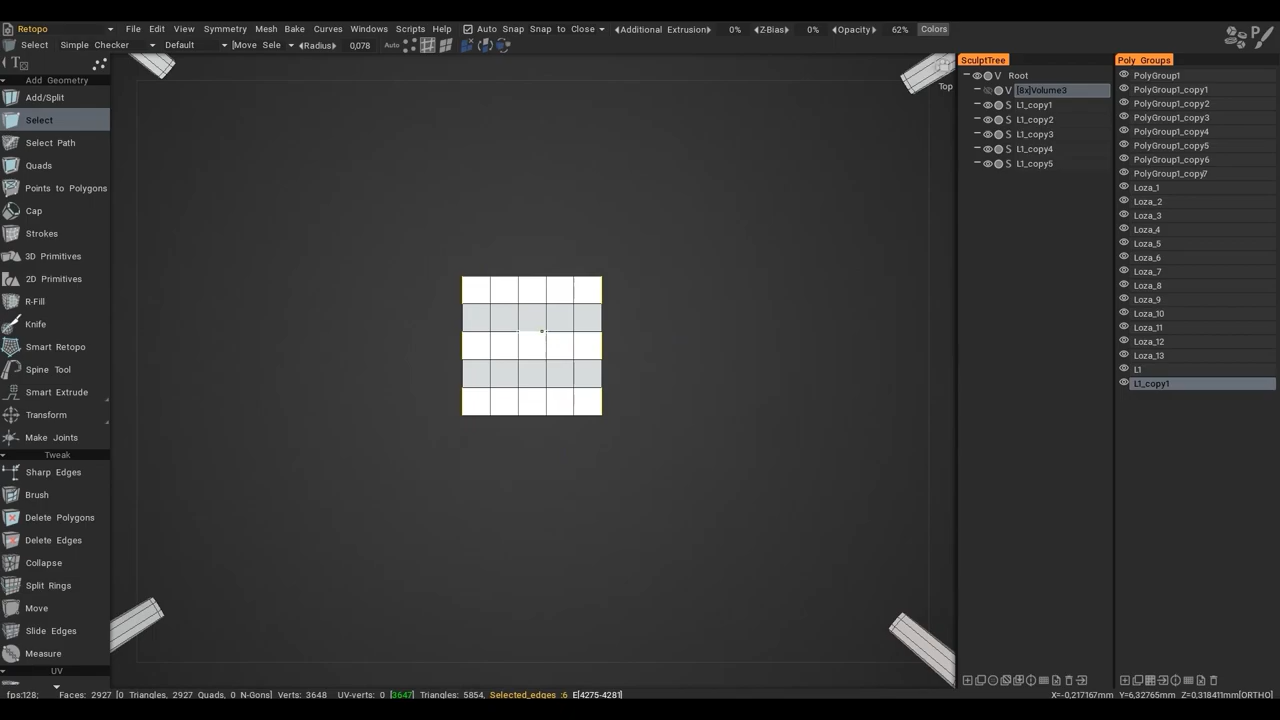 Retopo File Edit View Symmetry Mesh Bake Curves Windows Scripts Help Auto Snap Snap to Close Additional Extrusion 0% Z-Bias 0% Opacity 62% Colors
Select Simple Checker Default [Move Sele Radius 0,078 Auto
Add Geometry
Add/Split
Select
Select Path
Quads
Points to Polygons
Cap
Strokes
3D Primitives
2D Primitives
R-Fill
Knife
Smart Retopo
Spine Tool
Smart Extrude
Transform
Make Joints
Tweak
Sharp Edges
Brush
Delete Polygons
Delete Edges
Collapse
Split Rings
Move
Slide Edges
Measure
UV
Top
SculptTree
Root
[8x]Volume3
L1_copy1
L1_copy2
L1_copy3
L1_copy4
L1_copy5
Poly Groups
PolyGroup1
PolyGroup1_copy1
PolyGroup1_copy2
PolyGroup1_copy3
PolyGroup1_copy4
PolyGroup1_copy5
PolyGroup1_copy6
PolyGroup1_copy7
Loza_1
Loza_2
Loza_3
Loza_4
Loza_5
Loza_6
Loza_7
Loza_8
Loza_9
Loza_10
Loza_11
Loza_12
Loza_13
L1
L1_copy1
fps:128; Faces: 2927 [0 Triangles, 2927 Quads, 0 N-Gons] Verts: 3648 UV-verts: 0 [3647] Triangles: 5854, Selected_edges :6 E[4275-4281] X=-0,217167mm Y=6,32765mm Z=0,318411mm[ORTHO]